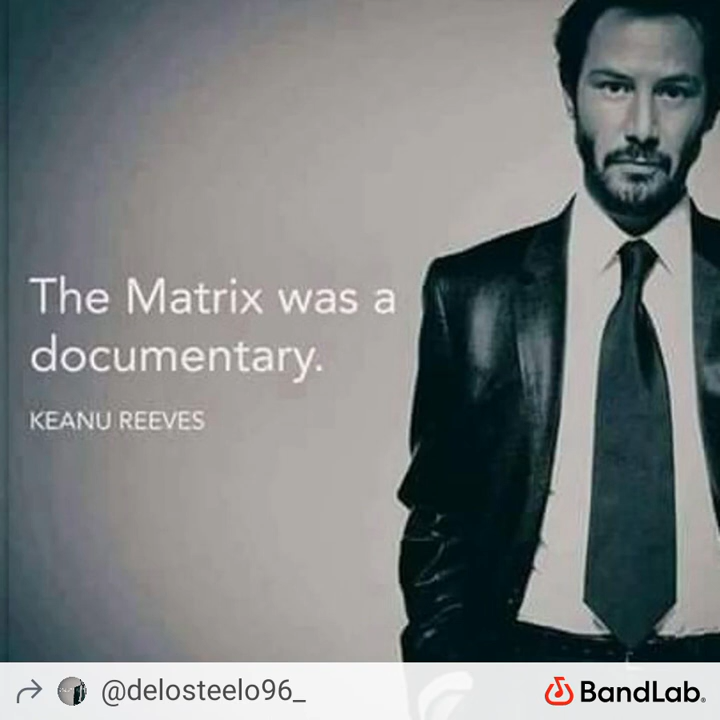 The Matrix was a
documentary.
KEANU REEVES
@delosteelo96_
BandLab.